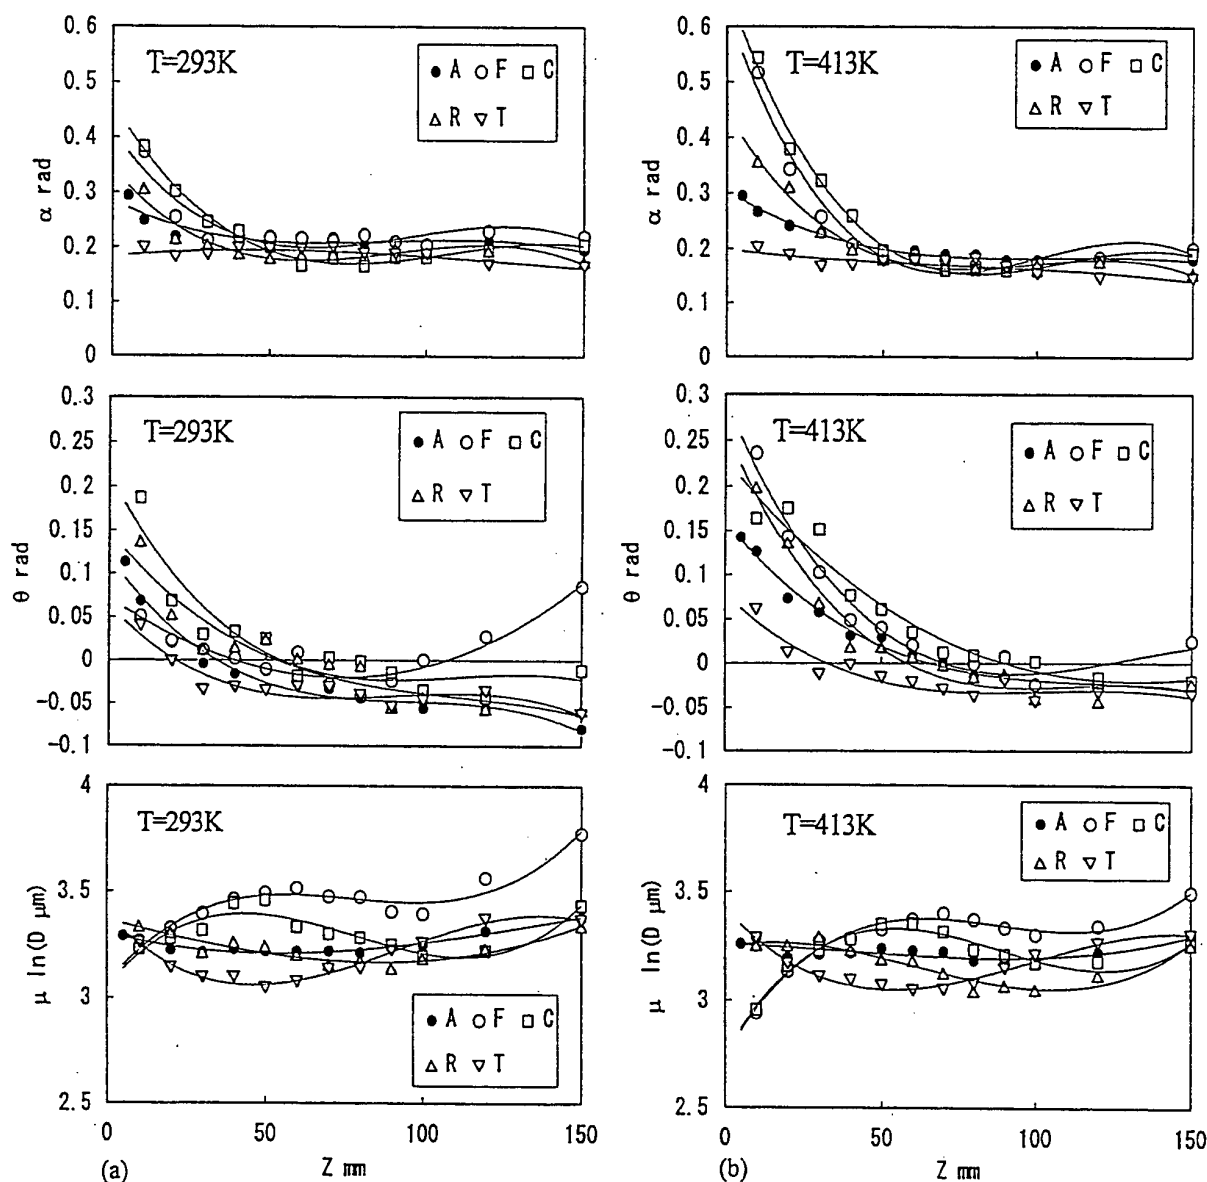 0.6
0.5
0.4
0.3
0.2
0.1
0
α rad
T=293K
A F C
R T
0.6
0.5
0.4
0.3
0.2
0.1
0
α rad
T=413K
A F C
R T
0.3
0.25
0.2
0.15
0.1
0.05
0
-0.05
-0.1
θ rad
T=293K
A F C
R T
0.3
0.25
0.2
0.15
0.1
0.05
0
-0.05
-0.1
θ rad
T=413K
A F C
R T
4
3.5
3
2.5
μ ln(D μm)
T=293K
A F C
R T
0 50 100 150
(a) Z mm
4
3.5
3
2.5
μ ln(D μm)
T=413K
A F C
R T
0 50 100 150
(b) Z mm